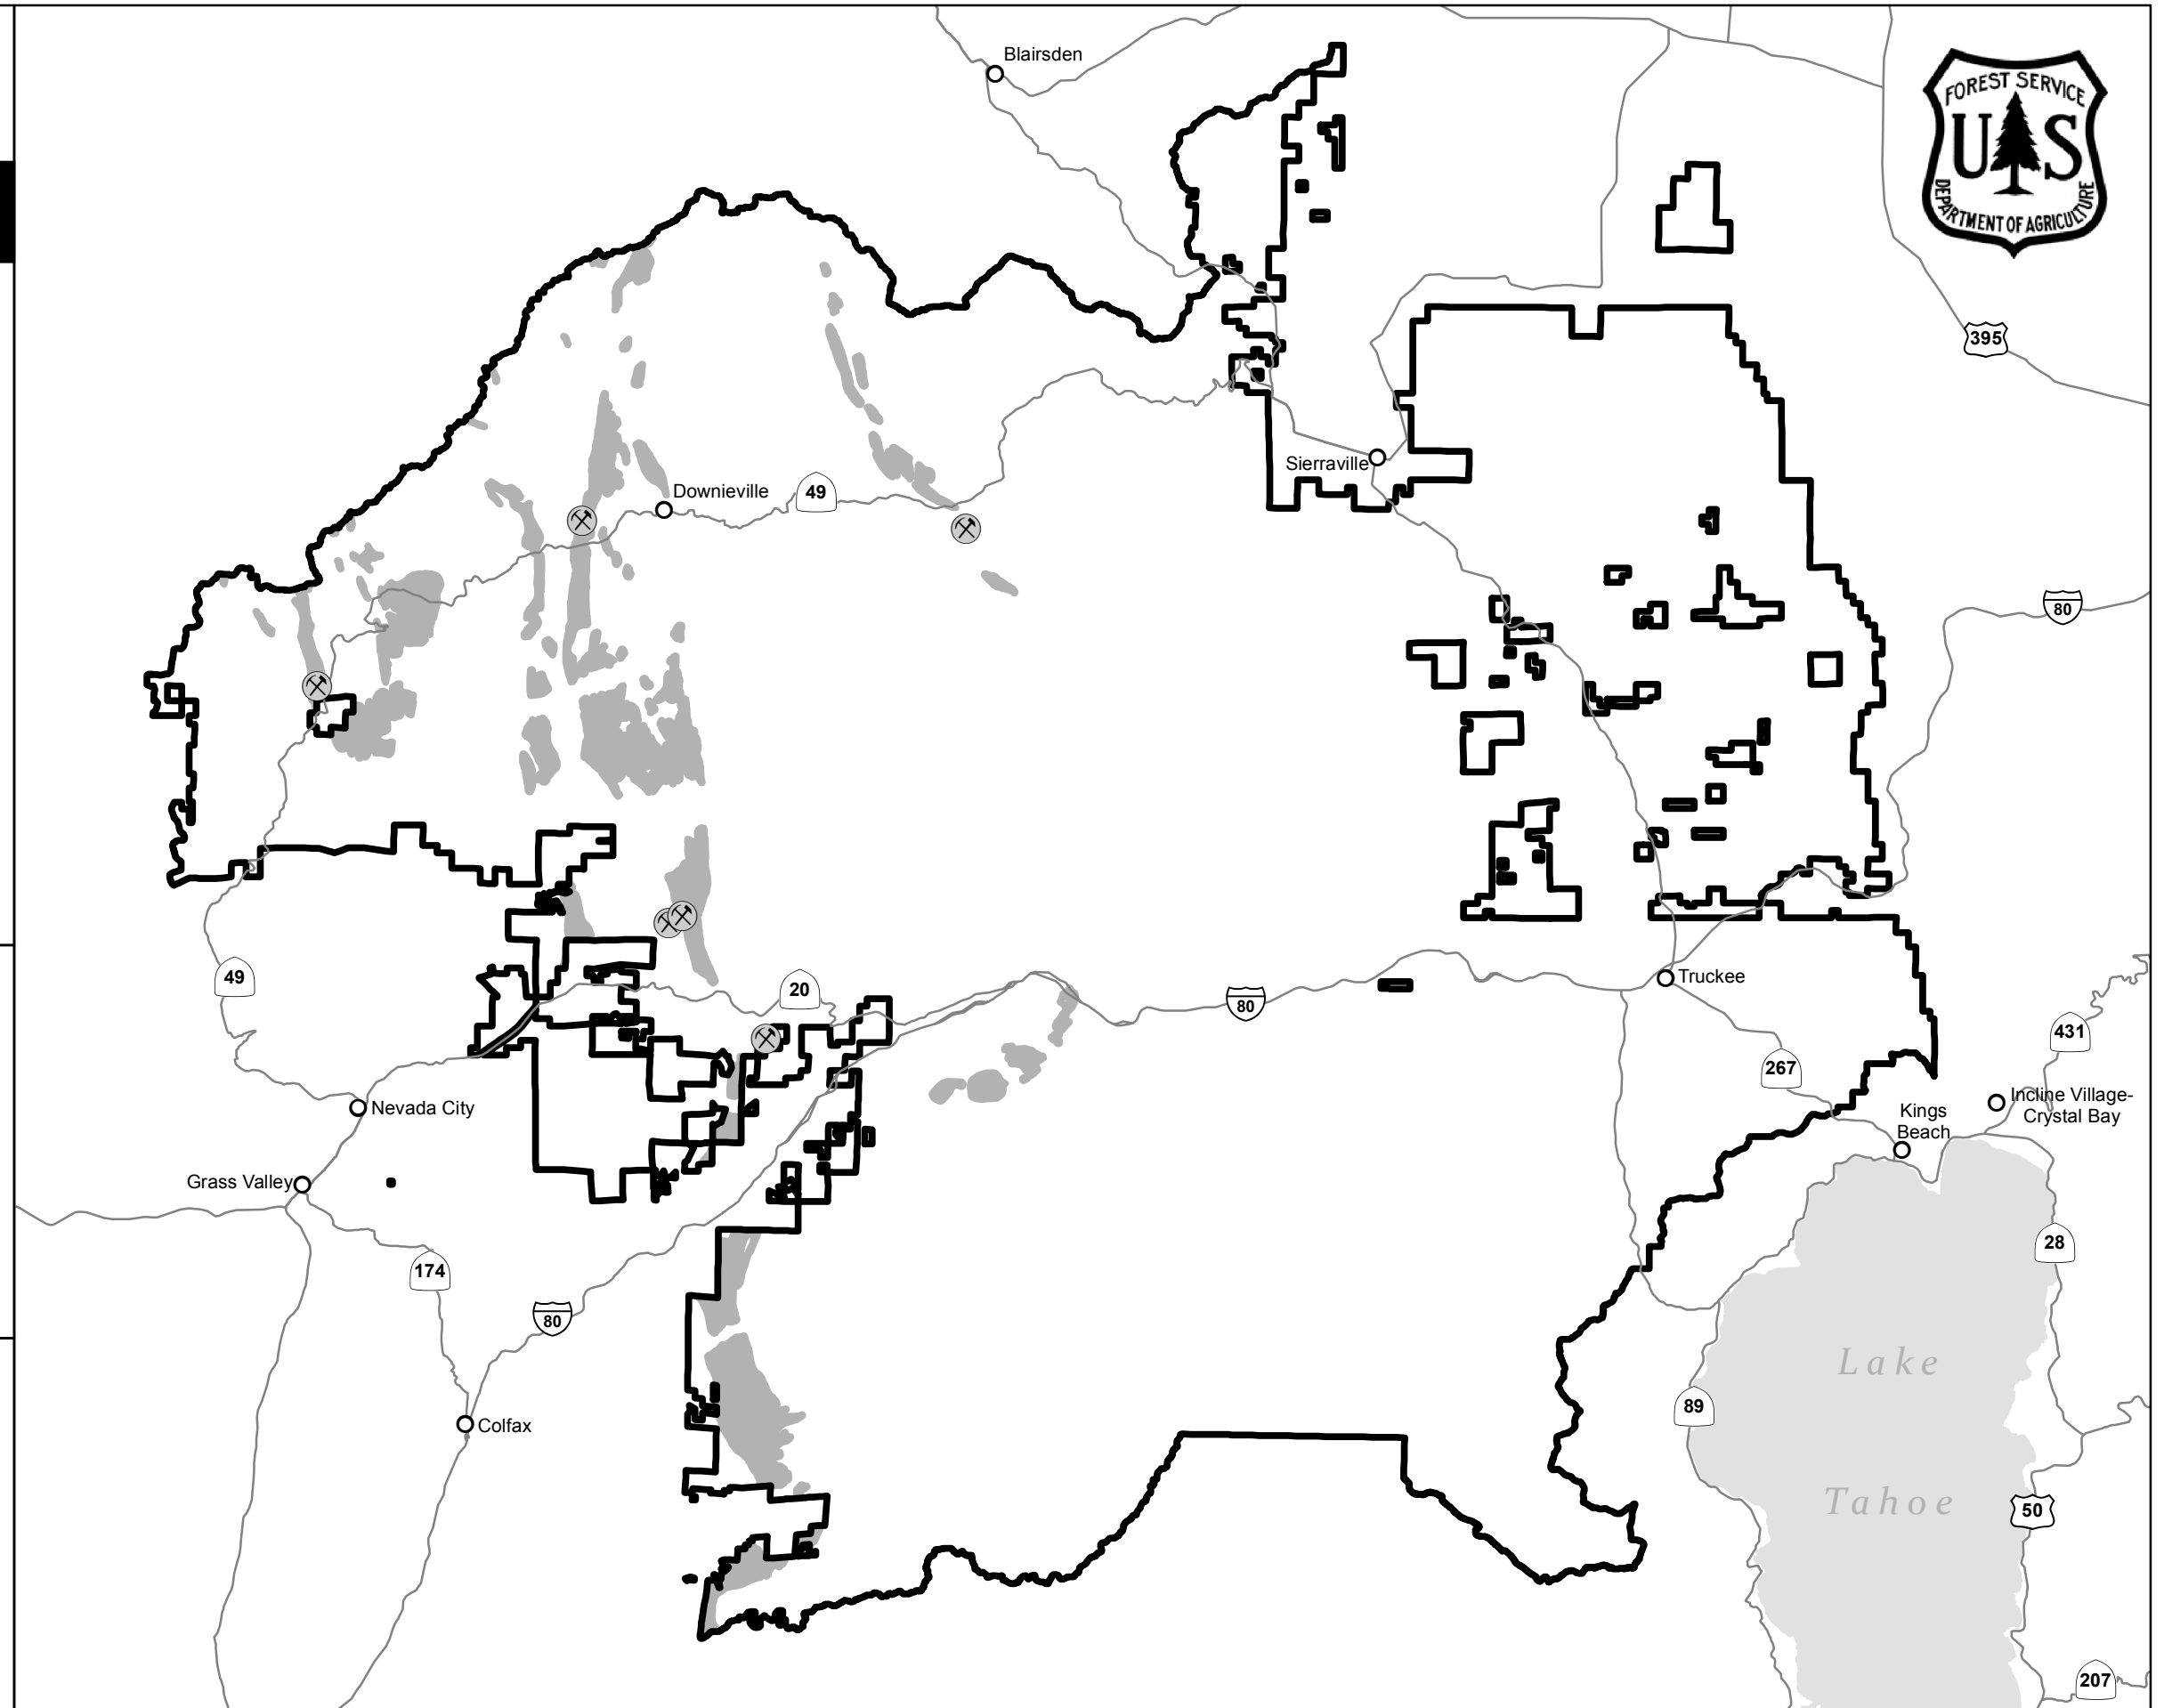 Blairsden
FOREST SERVICE
U S
DEPARTMENT OF AGRICULTURE
395
Sierraville
Downieville
49
80
49
20
80
Truckee
431
267
Incline Village-
Crystal Bay
Kings
Beach
Nevada City
Grass Valley
28
174
80
Lake
89
Colfax
Tahoe
50
207